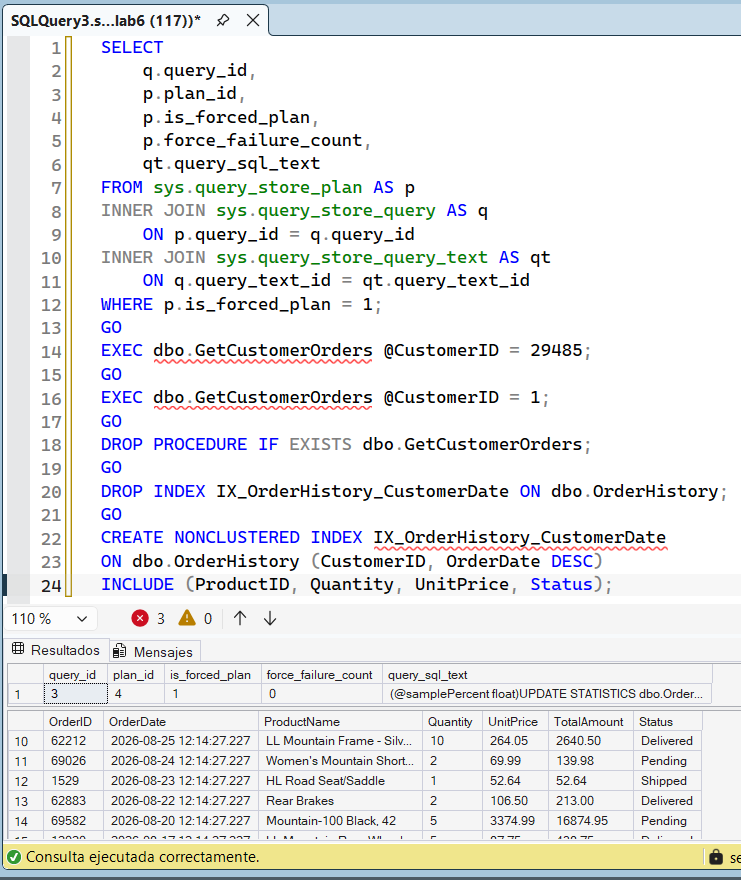 SQLQuery3.s...lab6 (117))*
1 SELECT
2 q.query_id,
3 p.plan_id,
4 p.is_forced_plan,
5 p.force_failure_count,
6 qt.query_sql_text
7 FROM sys.query_store_plan AS p
8 INNER JOIN sys.query_store_query AS q
9 ON p.query_id = q.query_id
10 INNER JOIN sys.query_store_query_text AS qt
11 ON q.query_text_id = qt.query_text_id
12 WHERE p.is_forced_plan = 1;
13 GO
14 EXEC dbo.GetCustomerOrders @CustomerID = 29485;
15 GO
16 EXEC dbo.GetCustomerOrders @CustomerID = 1;
17 GO
18 DROP PROCEDURE IF EXISTS dbo.GetCustomerOrders;
19 GO
20 DROP INDEX IX_OrderHistory_CustomerDate ON dbo.OrderHistory;
21 GO
22 CREATE NONCLUSTERED INDEX IX_OrderHistory_CustomerDate
23 ON dbo.OrderHistory (CustomerID, OrderDate DESC)
24 INCLUDE (ProductID, Quantity, UnitPrice, Status);
110 % 3 0
Resultados Mensajes
query_id plan_id is_forced_plan force_failure_count query_sql_text
1 3 4 1 0 (@samplePercent float)UPDATE STATISTICS dbo.Order...
OrderID OrderDate ProductName Quantity UnitPrice TotalAmount Status
10 62212 2026-08-25 12:14:27.227 LL Mountain Frame - Silv... 10 264.05 2640.50 Delivered
11 69026 2026-08-24 12:14:27.227 Women's Mountain Short... 2 69.99 139.98 Pending
12 1529 2026-08-23 12:14:27.227 HL Road Seat/Saddle 1 52.64 52.64 Shipped
13 62883 2026-08-22 12:14:27.227 Rear Brakes 2 106.50 213.00 Delivered
14 69582 2026-08-20 12:14:27.227 Mountain-100 Black, 42 5 3374.99 16874.95 Pending
Consulta ejecutada correctamente. se